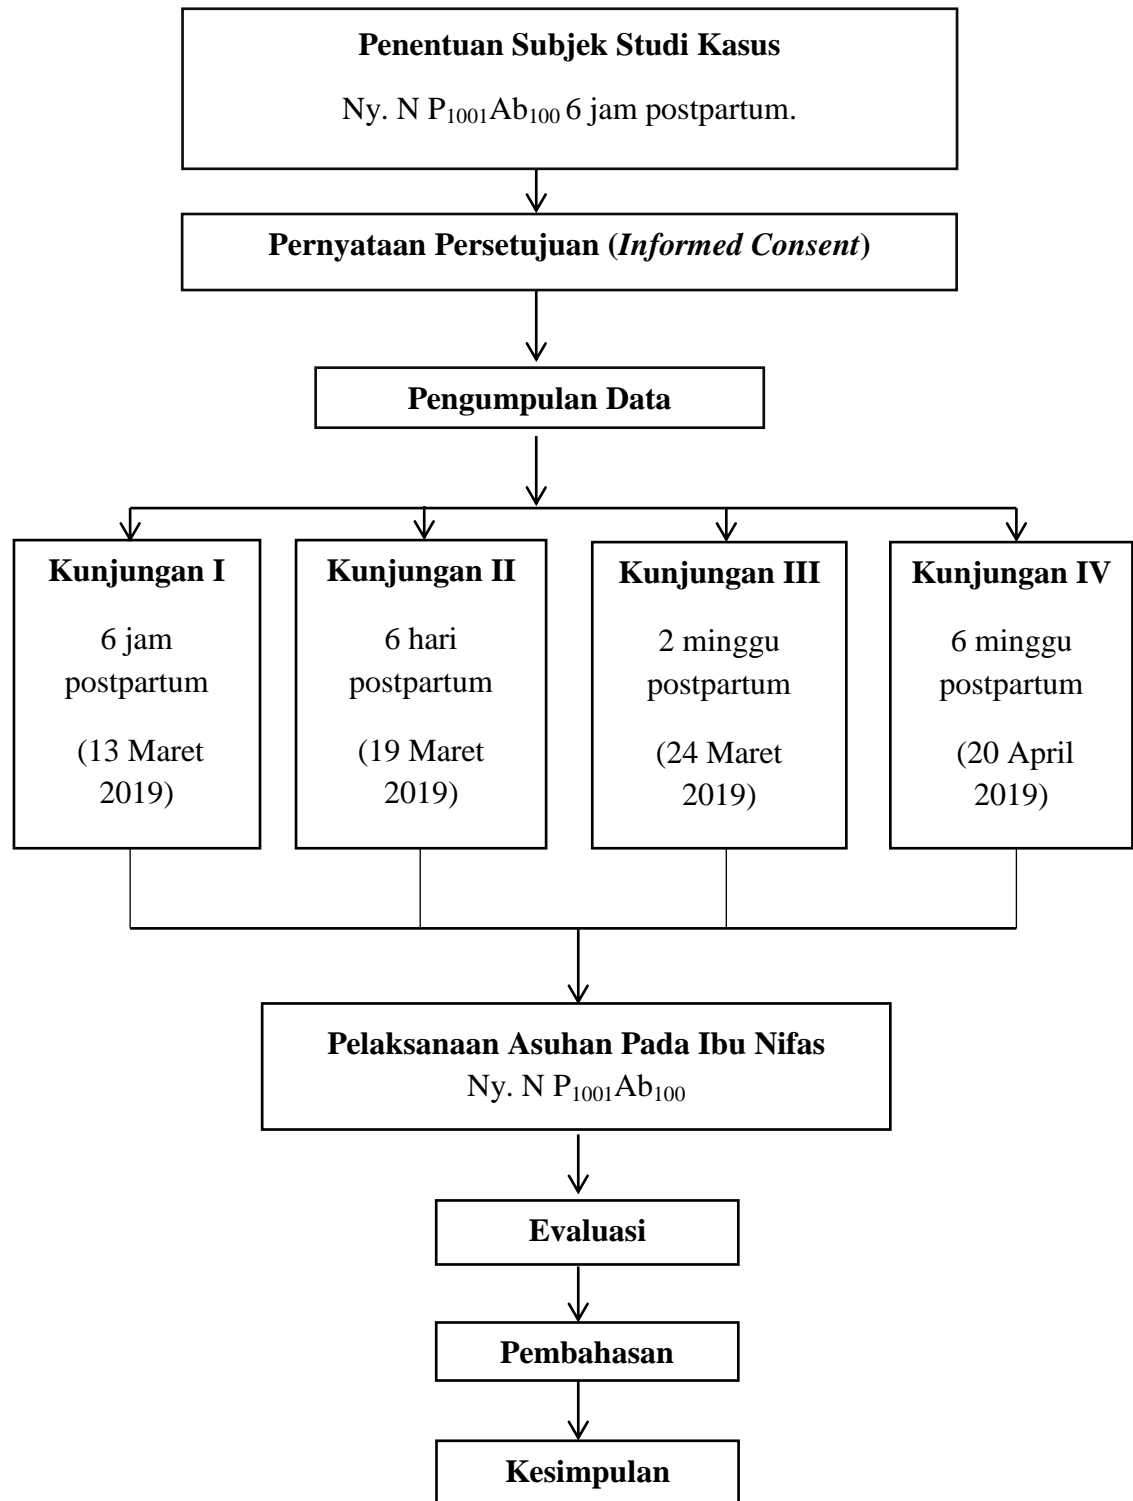 Penentuan Subjek Studi Kasus
Ny. N P₁₀₀₁Ab₁₀₀ 6 jam postpartum.
Pernyataan Persetujuan (Informed Consent)
Pengumpulan Data
Kunjungan I
6 jam
postpartum
(13 Maret
2019)
Kunjungan II
6 hari
postpartum
(19 Maret
2019)
Kunjungan III
2 minggu
postpartum
(24 Maret
2019)
Kunjungan IV
6 minggu
postpartum
(20 April
2019)
Pelaksanaan Asuhan Pada Ibu Nifas
Ny. N P₁₀₀₁Ab₁₀₀
Evaluasi
Pembahasan
Kesimpulan